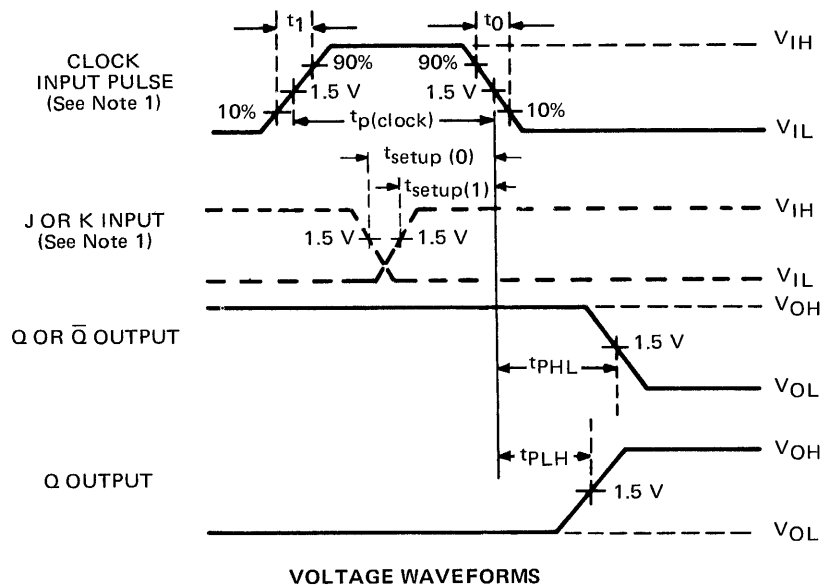 t1
t0
CLOCK
INPUT PULSE
(See Note 1)
VIH
90%
90%
1.5 V
1.5 V
10%
10%
tp(clock)
VIL
tsetup (0)
tsetup(1)
J OR K INPUT
(See Note 1)
VIH
1.5 V
1.5 V
VIL
VOH
Q OR Q̅ OUTPUT
1.5 V
tPHL
VOL
VOH
tPLH
Q OUTPUT
1.5 V
VOL
VOLTAGE WAVEFORMS